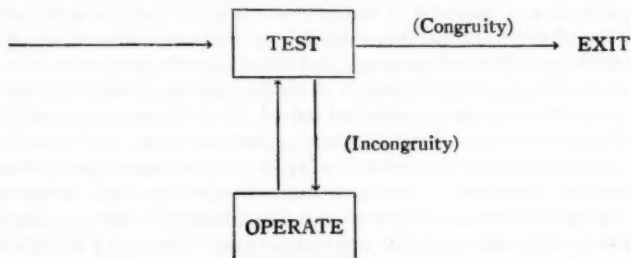 (Congruity)
TEST
EXIT
(Incongruity)
OPERATE